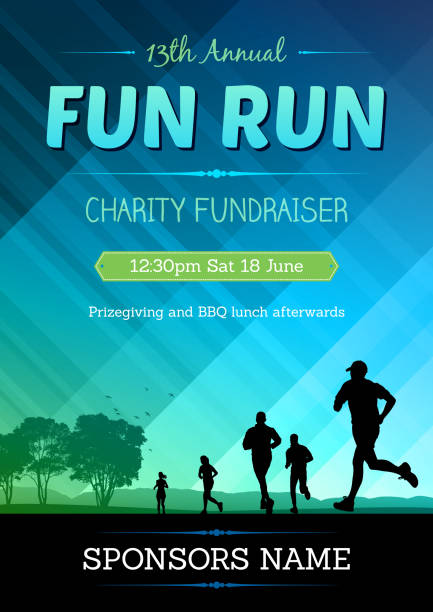 13th Annual
FUN RUN
CHARITY FUNDRAISER
12:30pm Sat 18 June
Prizegiving and BBQ lunch afterwards
SPONSORS NAME